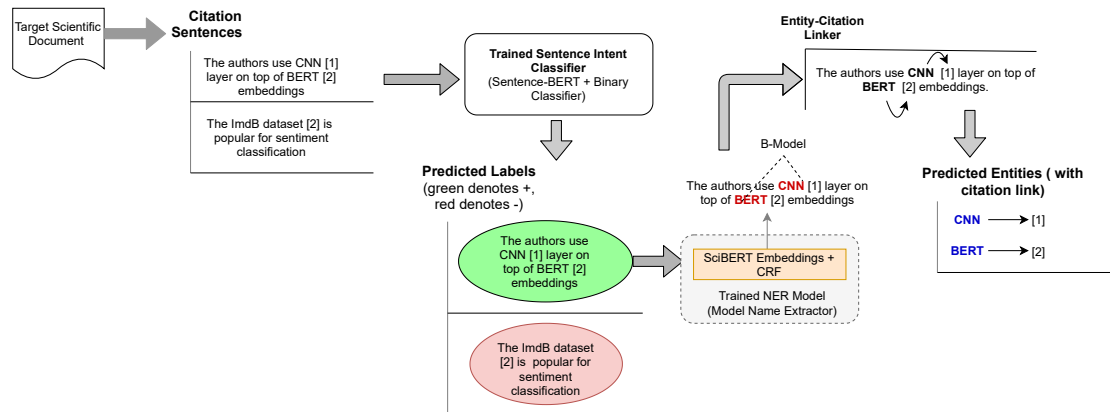 Target Scientific
Document
Citation
Sentences
The authors use CNN [1]
layer on top of BERT [2]
embeddings
The ImdB dataset [2] is
popular for sentiment
classification
Trained Sentence Intent
Classifier
(Sentence-BERT + Binary
Classifier)
Predicted Labels
(green denotes +,
red denotes -)
The authors use
CNN [1] layer on
top of BERT [2]
embeddings
The ImdB dataset
[2] is popular for
sentiment
classification
SciBERT Embeddings +
CRF
Trained NER Model
(Model Name Extractor)
B-Model
The authors use CNN [1] layer on
top of BERT [2] embeddings
Entity-Citation
Linker
The authors use CNN [1] layer on top of
BERT [2] embeddings.
Predicted Entities ( with
citation link)
CNN [1]
BERT [2]